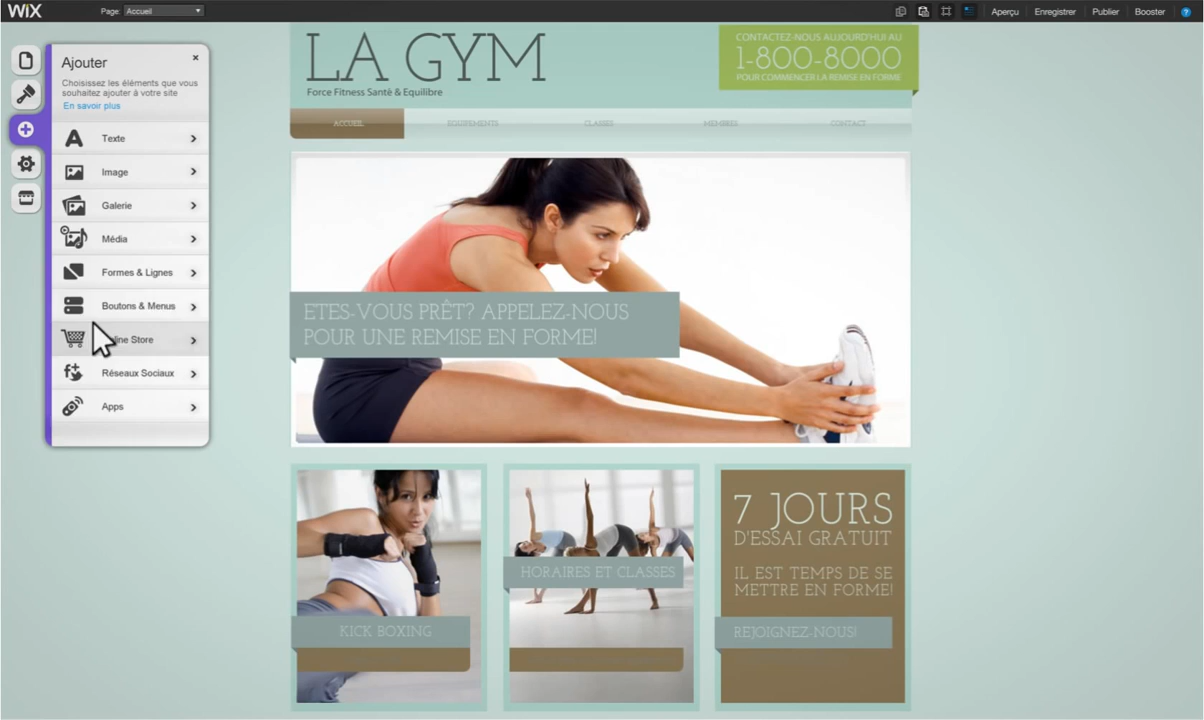 WiX
Page: Accueil
Aperçu
Enregistrer
Publier
Booster
?
Ajouter
Choisissez les éléments que vous
souhaitez ajouter à votre site
En savoir plus
Texte
Image
Galerie
Média
Formes & Lignes
Boutons & Menus
line Store
Réseaux Sociaux
Apps
LA GYM
Force Fitness Santè & Equilibre
CONTACTEZ-NOUS AUJOURD'HUI AU
1-800-8000
POUR COMMENCER LA REMISE EN FORME
ACCUEIL
EQUIPEMENTS
CLASSES
MEMBRES
CONTACT
ETES-VOUS PRÊT? APPELEZ-NOUS
POUR UNE REMISE EN FORME!
KICK BOXING
HORAIRES ET CLASSES
7 JOURS
D'ESSAI GRATUIT
IL EST TEMPS DE SE
METTRE EN FORME!
REJOIGNEZ-NOUS!